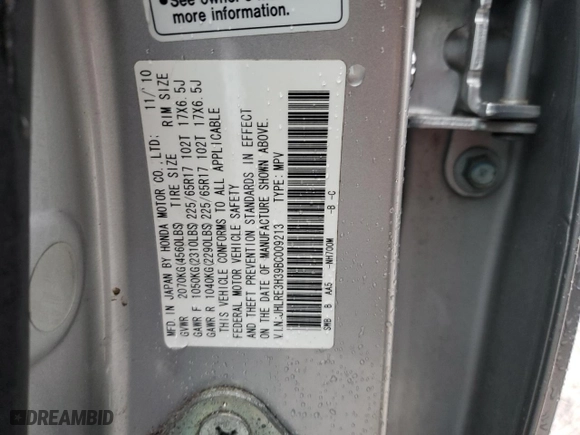 See owner's
more information.
MFD. IN JAPAN BY HONDA MOTOR CO., LTD. 11/10
TIRE SIZE RIM SIZE
GVWR 2070KG(4560LBS)
GAWR F 1050KG(2310LBS) 225/65R17 102T 17X6.5J
GAWR R 1040KG(2290LBS) 225/65R17 102T 17X6.5J
THIS VEHICLE CONFORMS TO ALL APPLICABLE
FEDERAL MOTOR VEHICLE SAFETY
AND THEFT PREVENTION STANDARDS IN EFFECT
ON THE DATE OF MANUFACTURE SHOWN ABOVE.
V.I.N: JHLRE3H39BC009213 TYPE: MPV
SWB B AA5 -NH700M -B -C
DREAMBID